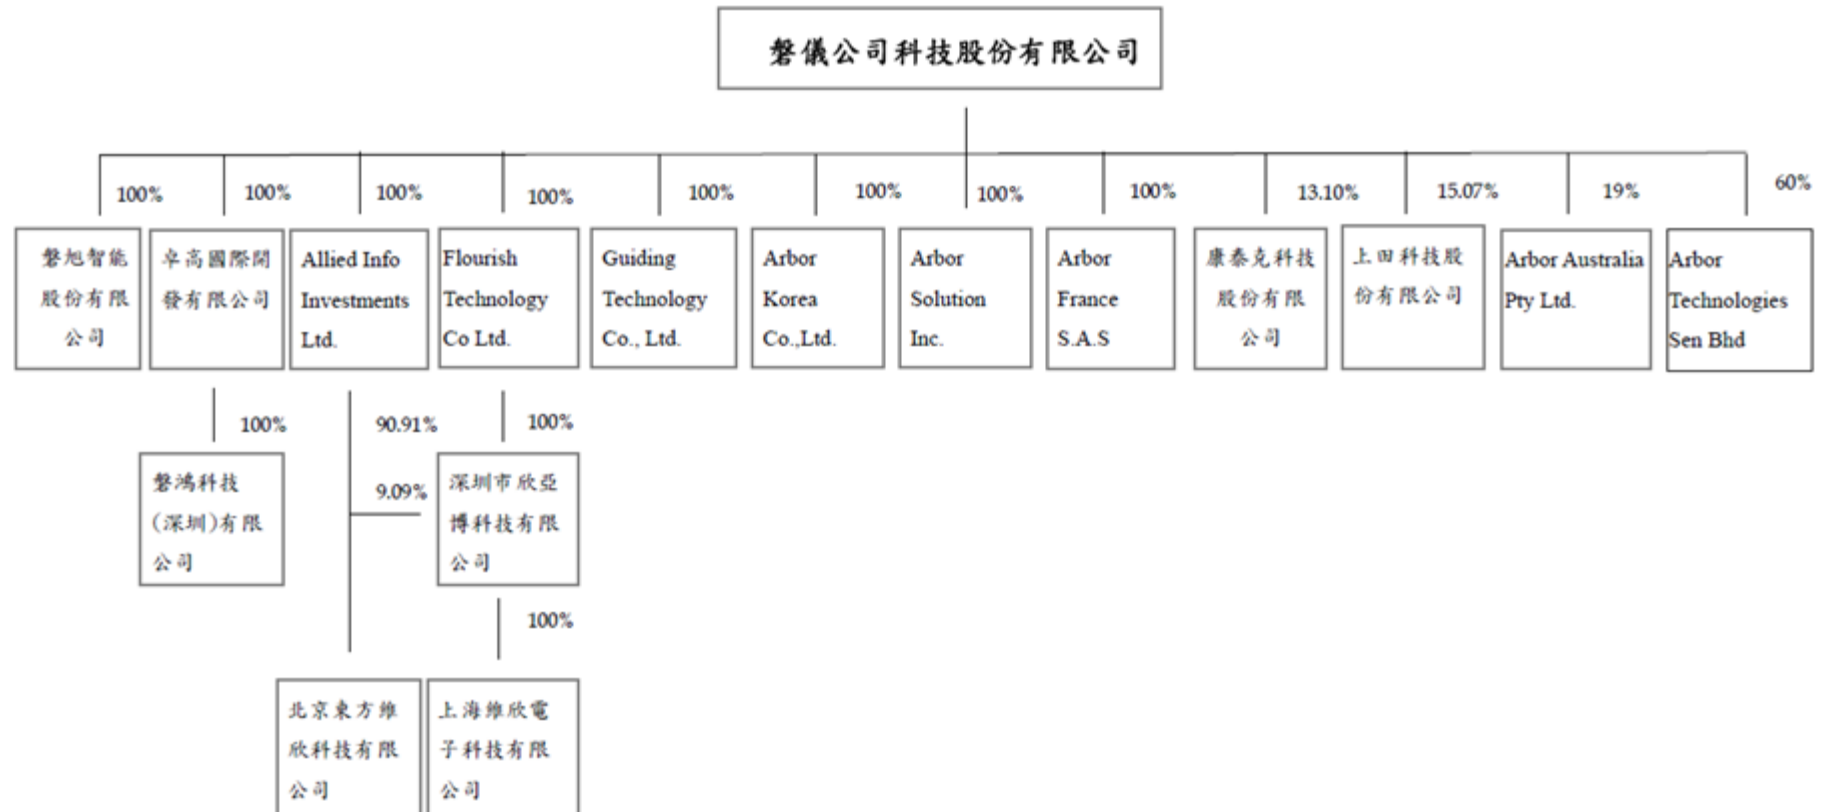 磐儀公司科技股份有限公司
100%
100%
100%
100%
100%
100%
100%
100%
13.10%
15.07%
19%
60%
磐旭智能
股份有限
公司
卓高國際開
發有限公司
Allied Info
Investments
Ltd.
Flourish
Technology
Co Ltd.
Guiding
Technology
Co., Ltd.
Arbor
Korea
Co.,Ltd.
Arbor
Solution
Inc.
Arbor
France
S.A.S
康泰克科技
股份有限
公司
上田科技股
份有限公司
Arbor Australia
Pty Ltd.
Arbor
Technologies
Sen Bhd
100%
90.91%
100%
9.09%
磐鴻科技
(深圳)有限
公司
深圳市欣亞
博科技有限
公司
100%
北京東方維
欣科技有限
公司
上海維欣電
子科技有限
公司